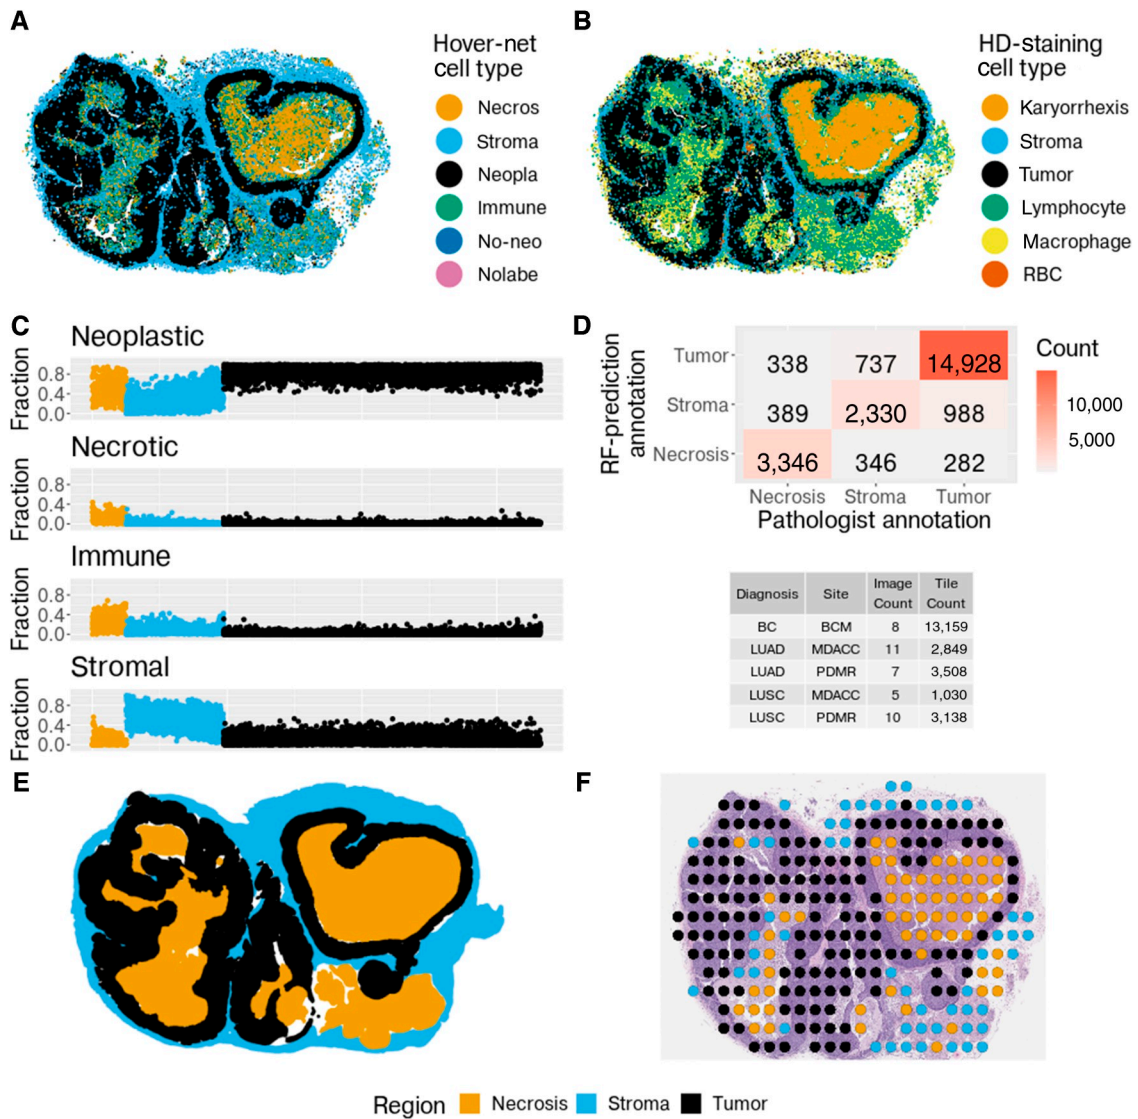 A
Hover-net
cell type
Necros
Stroma
Neopla
Immune
No-neo
Nolabe
B
HD-staining
cell type
Karyorrhexis
Stroma
Tumor
Lymphocyte
Macrophage
RBC
C
Neoplastic
Fraction
0.8
0.4
0.0
Necrotic
Fraction
0.8
0.4
0.0
Immune
Fraction
0.8
0.4
0.0
Stromal
Fraction
0.8
0.4
0.0
D
RF-prediction
annotation
Tumor 338 737 14,928
Stroma 389 2,330 988
Necrosis 3,346 346 282
Necrosis Stroma Tumor
Pathologist annotation
Count
10,000
5,000
Diagnosis Site Image Count Tile Count
BC BCM 8 13,159
LUAD MDACC 11 2,849
LUAD PDMR 7 3,508
LUSC MDACC 5 1,030
LUSC PDMR 10 3,138
E
F
Region Necrosis Stroma Tumor